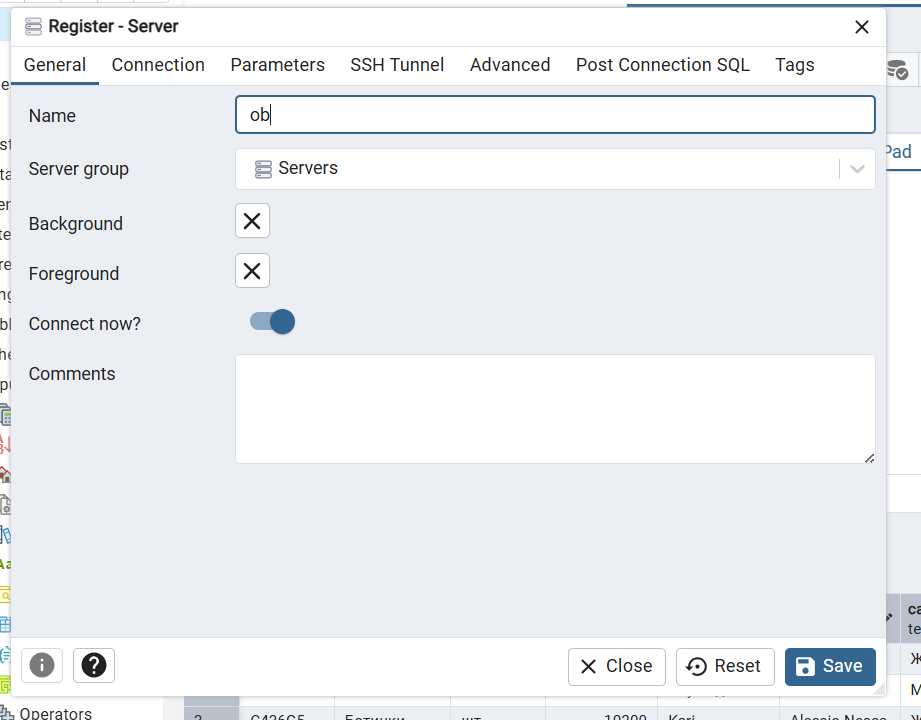 Register - Server
General Connection Parameters SSH Tunnel Advanced Post Connection SQL Tags
Name ob
Pad
Server group Servers
Background
Foreground
Connect now?
Comments
Close Reset Save
Operators